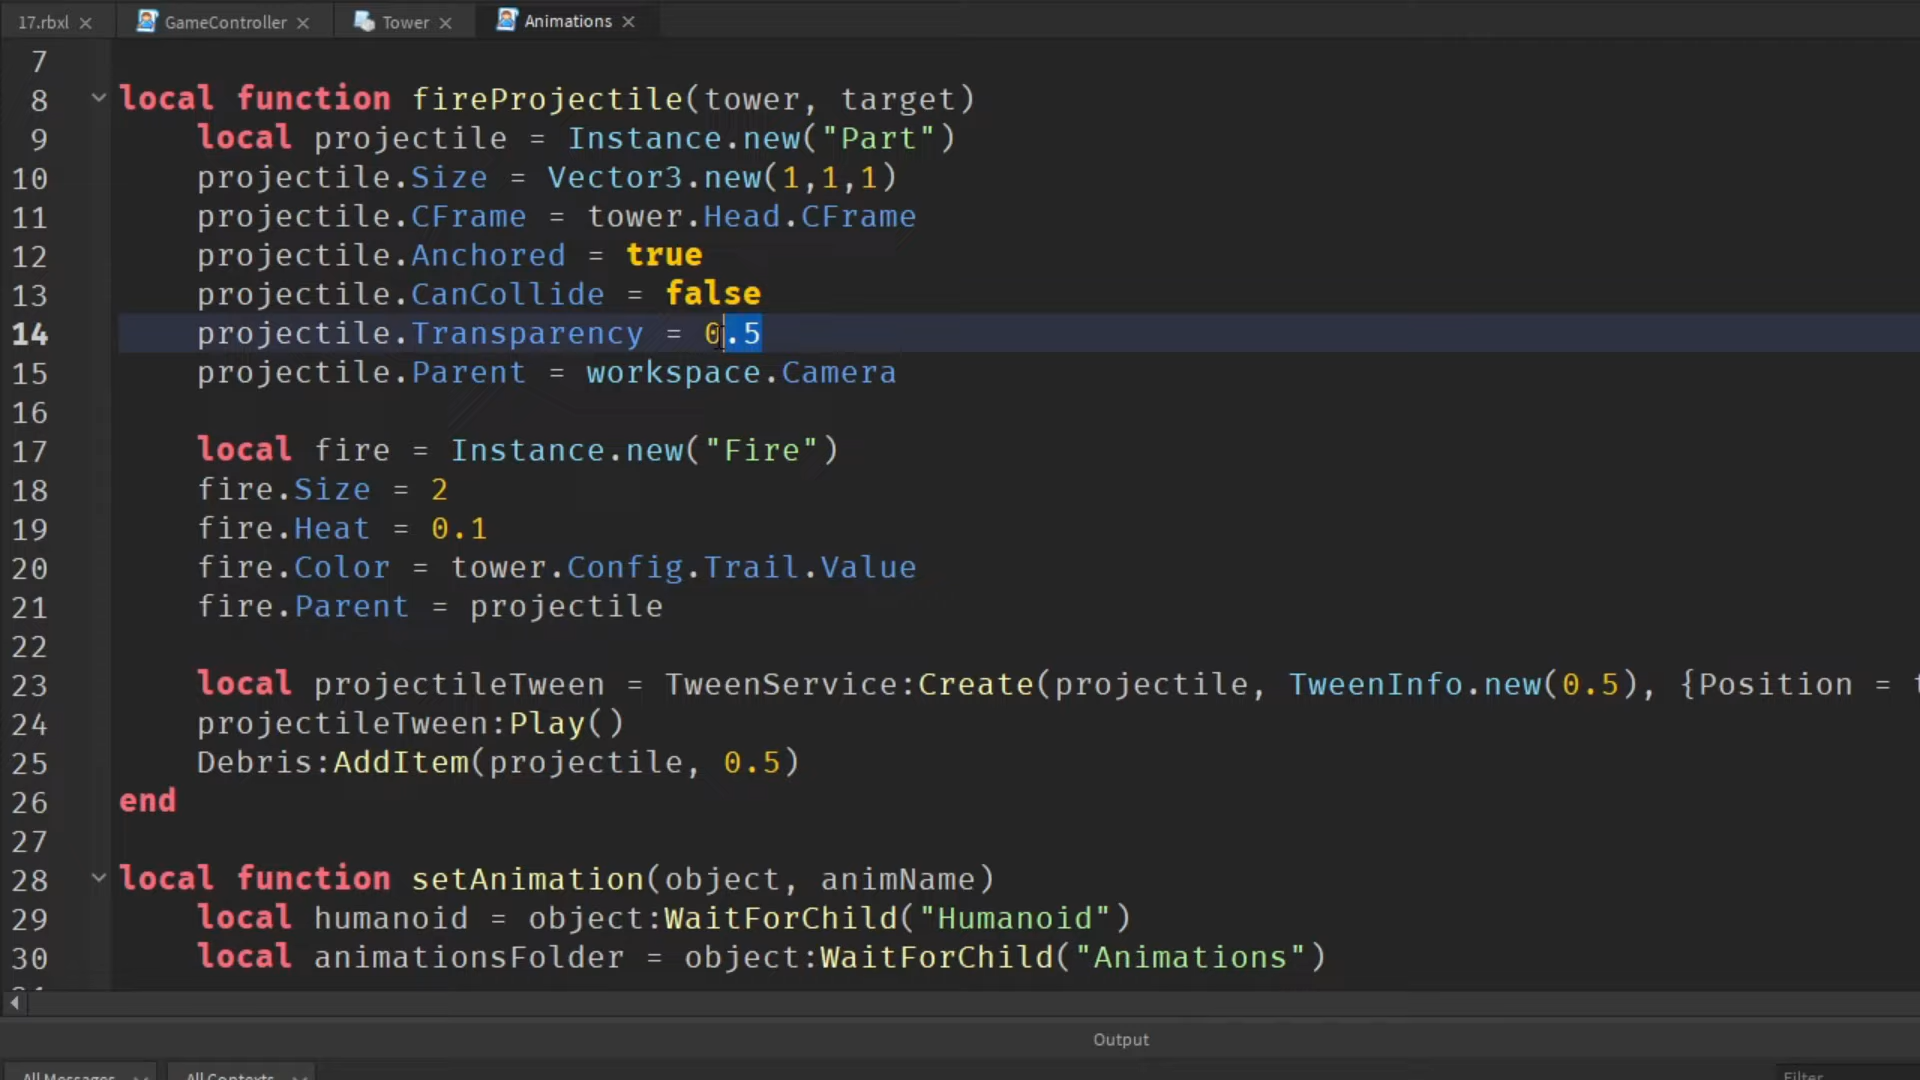 17.rbxl × GameController × Tower × Animations ×
7
8 local function fireProjectile(tower, target)
9 local projectile = Instance.new("Part")
10 projectile.Size = Vector3.new(1,1,1)
11 projectile.CFrame = tower.Head.CFrame
12 projectile.Anchored = true
13 projectile.CanCollide = false
14 projectile.Transparency = 0.5
15 projectile.Parent = workspace.Camera
16
17 local fire = Instance.new("Fire")
18 fire.Size = 2
19 fire.Heat = 0.1
20 fire.Color = tower.Config.Trail.Value
21 fire.Parent = projectile
22
23 local projectileTween = TweenService:Create(projectile, TweenInfo.new(0.5), {Position =
24 projectileTween:Play()
25 Debris:AddItem(projectile, 0.5)
26 end
27
28 local function setAnimation(object, animName)
29 local humanoid = object:WaitForChild("Humanoid")
30 local animationsFolder = object:WaitForChild("Animations")
Output
All Messages All Contexts Filter